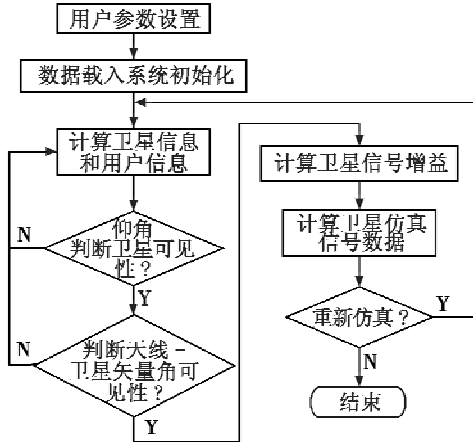 用户参数设置
数据载入系统初始化
计算卫星信息
和用户信息
仰角
判断卫星可见
性?
N
Y
判断天线-
卫星矢量角可
见性?
N
Y
计算卫星信号增益
计算卫星仿真
信号数据
重新仿真?
Y
N
结束